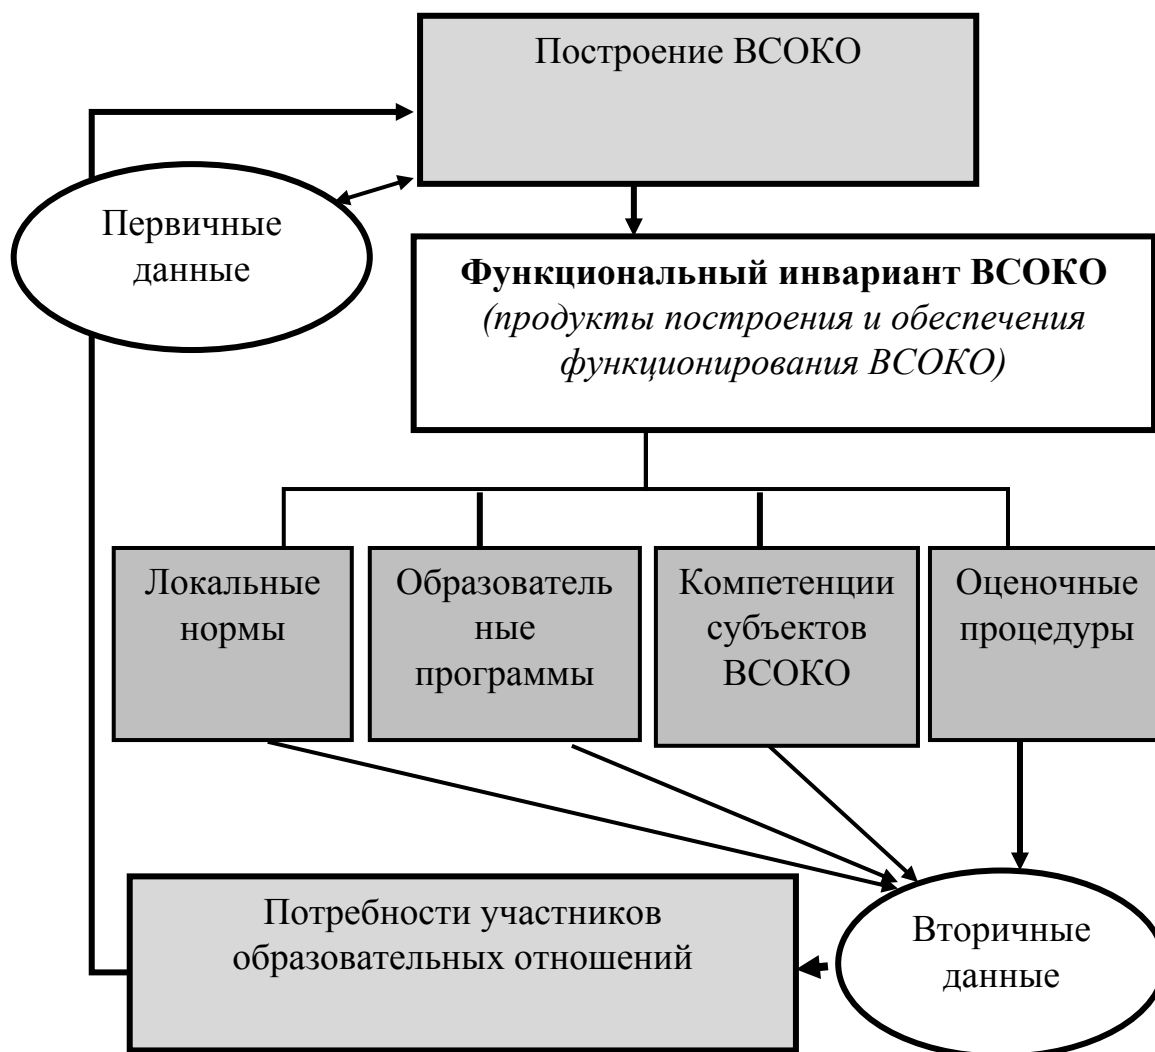 Построение ВСОКО
Первичные
данные
Функциональный инвариант ВСОКО
(продукты построения и обеспечения
функционирования ВСОКО)
Локальные
нормы
Образователь
ные
программы
Компетенции
субъектов
ВСОКО
Оценочные
процедуры
Потребности участников
образовательных отношений
Вторичные
данные